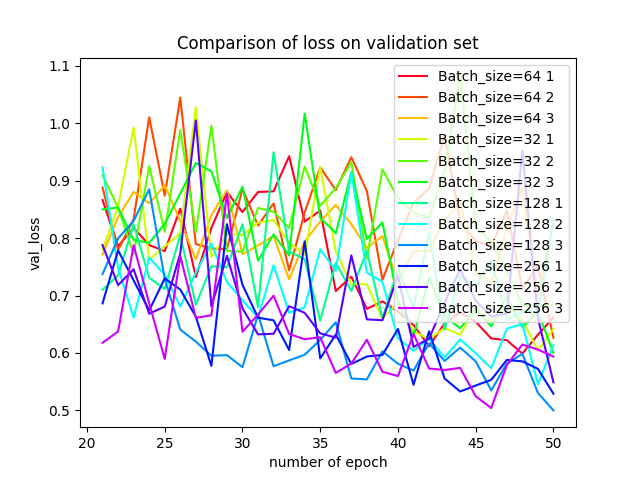 Comparison of loss on validation set
val_loss
1.1
1.0
0.9
0.8
0.7
0.6
0.5
20
25
30
35
40
45
50
number of epoch
Batch_size=64 1
Batch_size=64 2
Batch_size=64 3
Batch_size=32 1
Batch_size=32 2
Batch_size=32 3
Batch_size=128 1
Batch_size=128 2
Batch_size=128 3
Batch_size=256 1
Batch_size=256 2
Batch_size=256 3